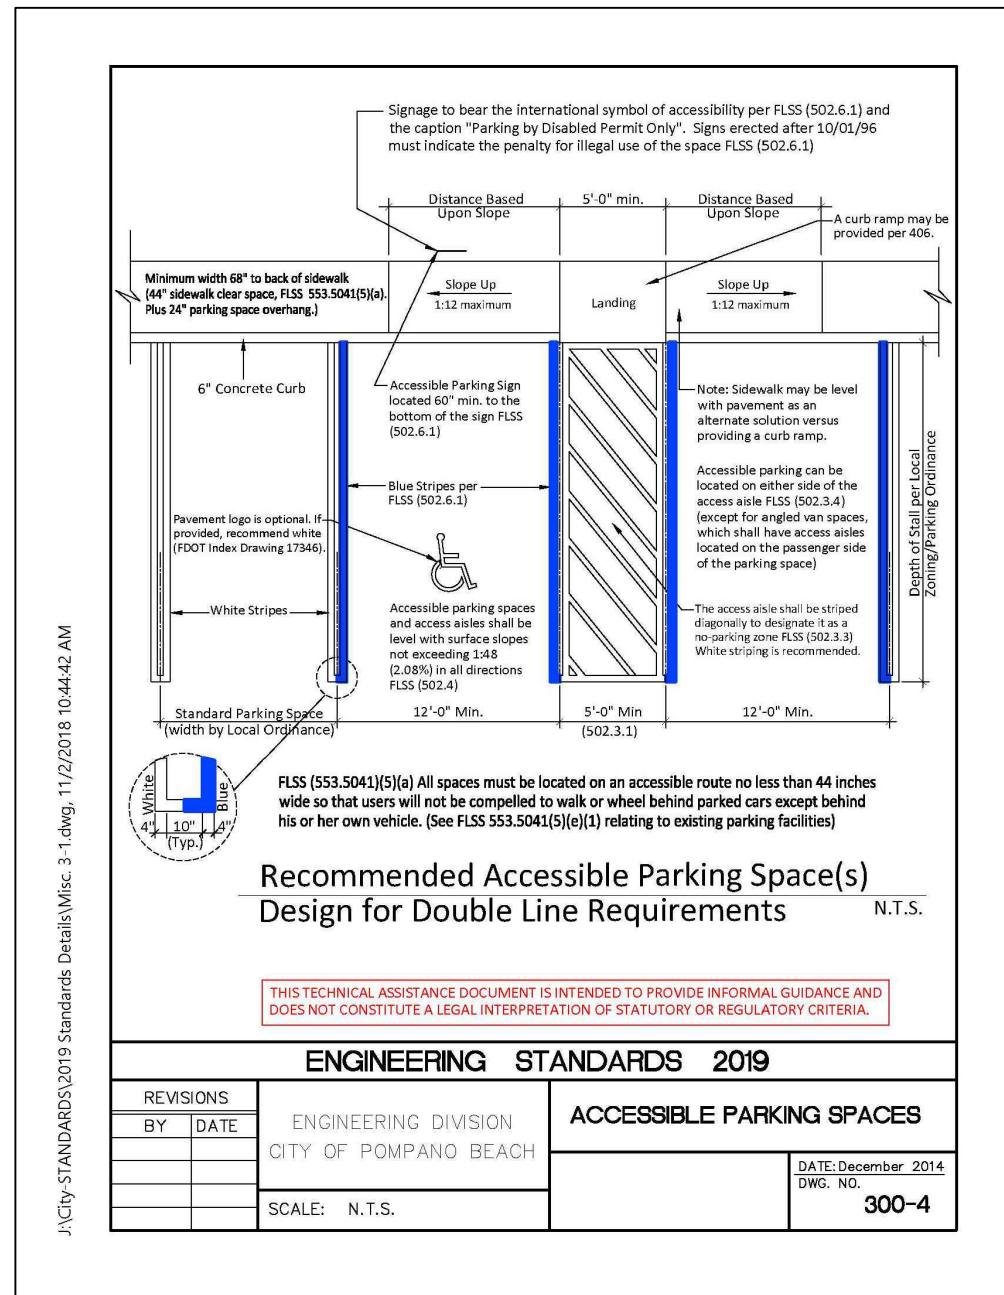 Signage to bear the international symbol of accessibility per FLSS (502.6.1) and
the caption "Parking by Disabled Permit Only".  Signs erected after 10/01/96
must indicate the penalty for illegal use of the space FLSS (502.6.1)
Distance Based
Upon Slope
5'-0" min.
Distance Based
Upon Slope
A curb ramp may be
provided per 406.
Minimum width 68" to back of sidewalk
(44" sidewalk clear space, FLSS 553.5041(5)(a).
Plus 24" parking space overhang.)
Slope Up
1:12 maximum
Landing
Slope Up
1:12 maximum
6" Concrete Curb
Accessible Parking Sign
located 60" min. to the
bottom of the sign FLSS
(502.6.1)
Note: Sidewalk may be level
with pavement as an
alternate solution versus
providing a curb ramp.
Blue Stripes per
FLSS (502.6.1)
Accessible parking can be
located on either side of the
access aisle FLSS (502.3.4)
(except for angled van spaces,
which shall have access aisles
located on the passenger side
of the parking space)
Depth of Stall per Local
Zoning/Parking Ordinance
Pavement logo is optional. If
provided, recommend white
(FDOT Index Drawing 17346).
White Stripes
Accessible parking spaces
and access aisles shall be
level with surface slopes
not exceeding 1:48
(2.08%) in all directions
FLSS (502.4)
The access aisle shall be striped
diagonally to designate it as a
no-parking zone FLSS (502.3.3)
White striping is recommended.
Standard Parking Space
(width by Local Ordinance)
12'-0" Min.
5'-0" Min
(502.3.1)
12'-0" Min.
White
Blue
4"
10"
(Typ.)
4"
FLSS (553.5041)(5)(a) All spaces must be located on an accessible route no less than 44 inches
wide so that users will not be compelled to walk or wheel behind parked cars except behind
his or her own vehicle. (See FLSS 553.5041(5)(e)(1) relating to existing parking facilities)
Recommended Accessible Parking Space(s)
Design for Double Line Requirements
N.T.S.
THIS TECHNICAL ASSISTANCE DOCUMENT IS INTENDED TO PROVIDE INFORMAL GUIDANCE AND
DOES NOT CONSTITUTE A LEGAL INTERPRETATION OF STATUTORY OR REGULATORY CRITERIA.
ENGINEERING STANDARDS 2019
REVISIONS
BY DATE
ENGINEERING DIVISION
CITY OF POMPANO BEACH
SCALE: N.T.S.
ACCESSIBLE PARKING SPACES
DATE: December 2014
DWG. NO.
300-4
J:\City-STANDARDS\2019 Standards Details\Misc. 3-1.dwg, 11/2/2018 10:44:42 AM